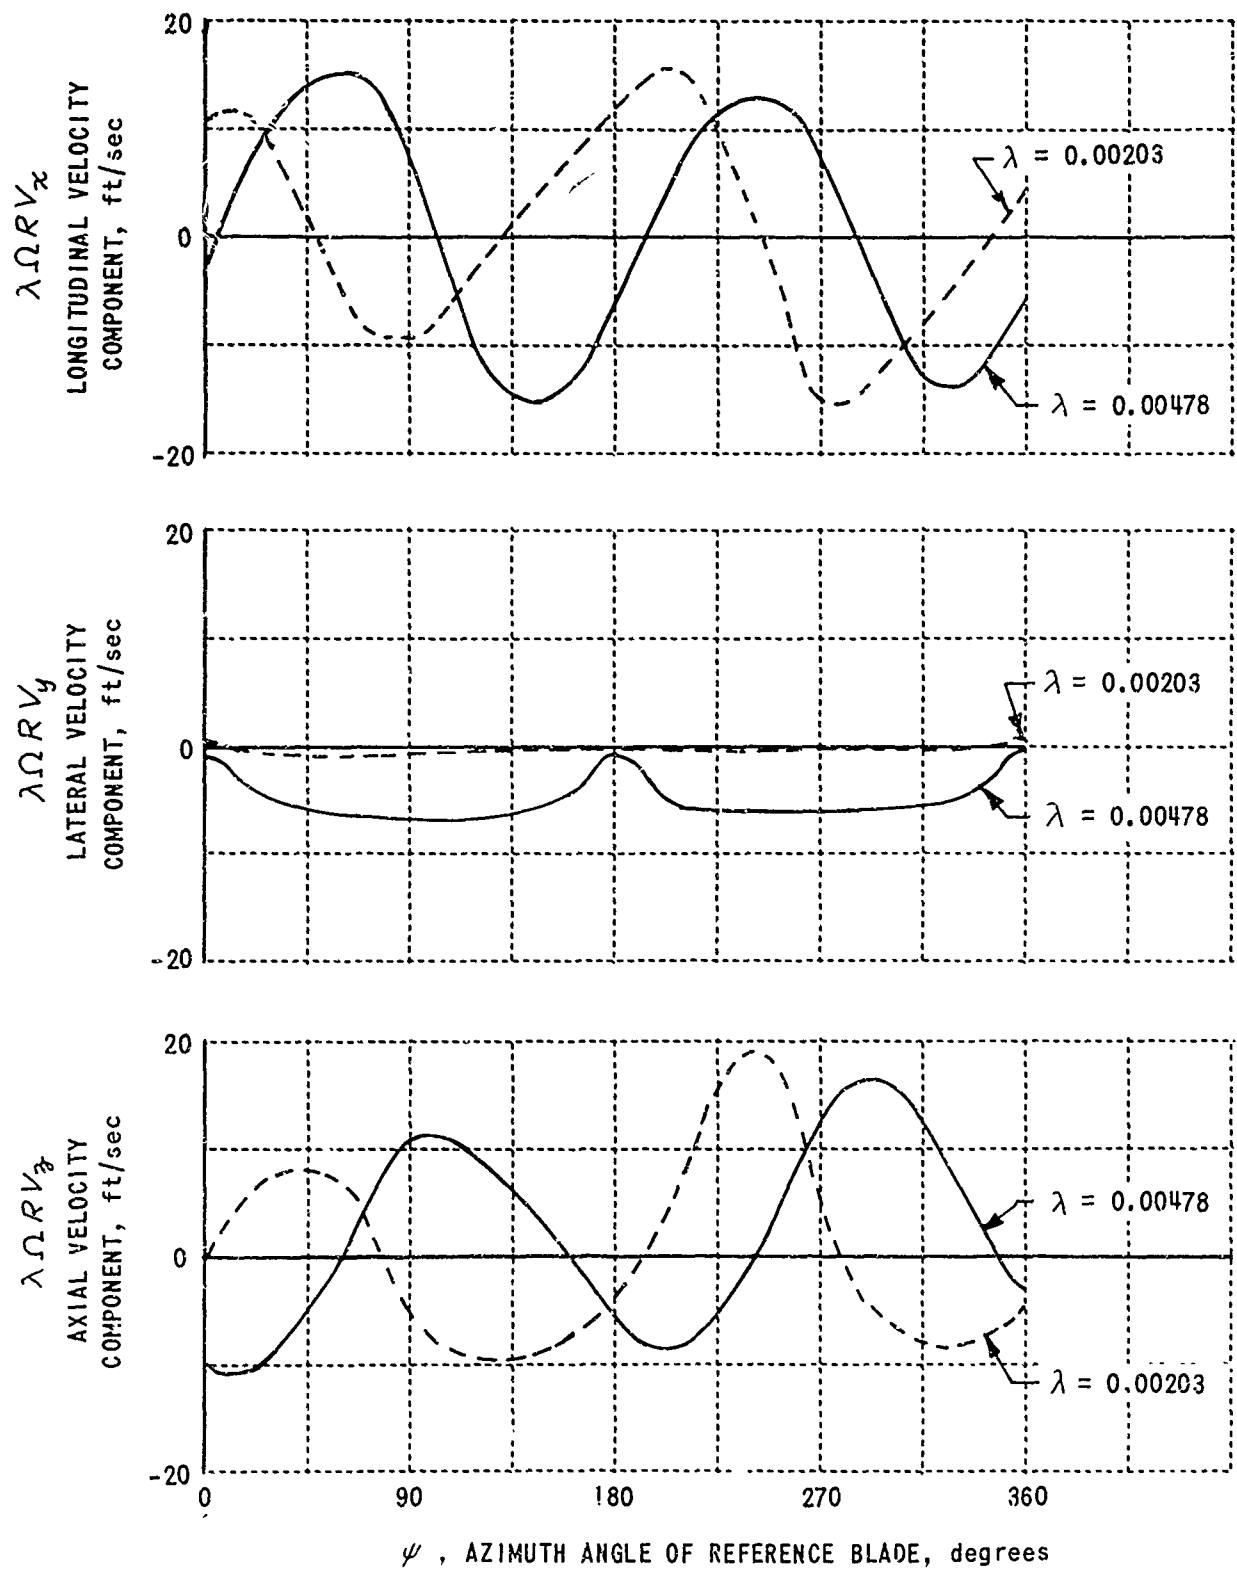 20
0
-20
λΩRVx
LONGITUDINAL VELOCITY
COMPONENT, ft/sec
λ = 0.00203
λ = 0.00478
20
0
-20
λΩRVy
LATERAL VELOCITY
COMPONENT, ft/sec
λ = 0.00203
λ = 0.00478
20
0
-20
λΩRVz
AXIAL VELOCITY
COMPONENT, ft/sec
λ = 0.00478
λ = 0.00203
0 90 180 270 360
ψ , AZIMUTH ANGLE OF REFERENCE BLADE, degrees